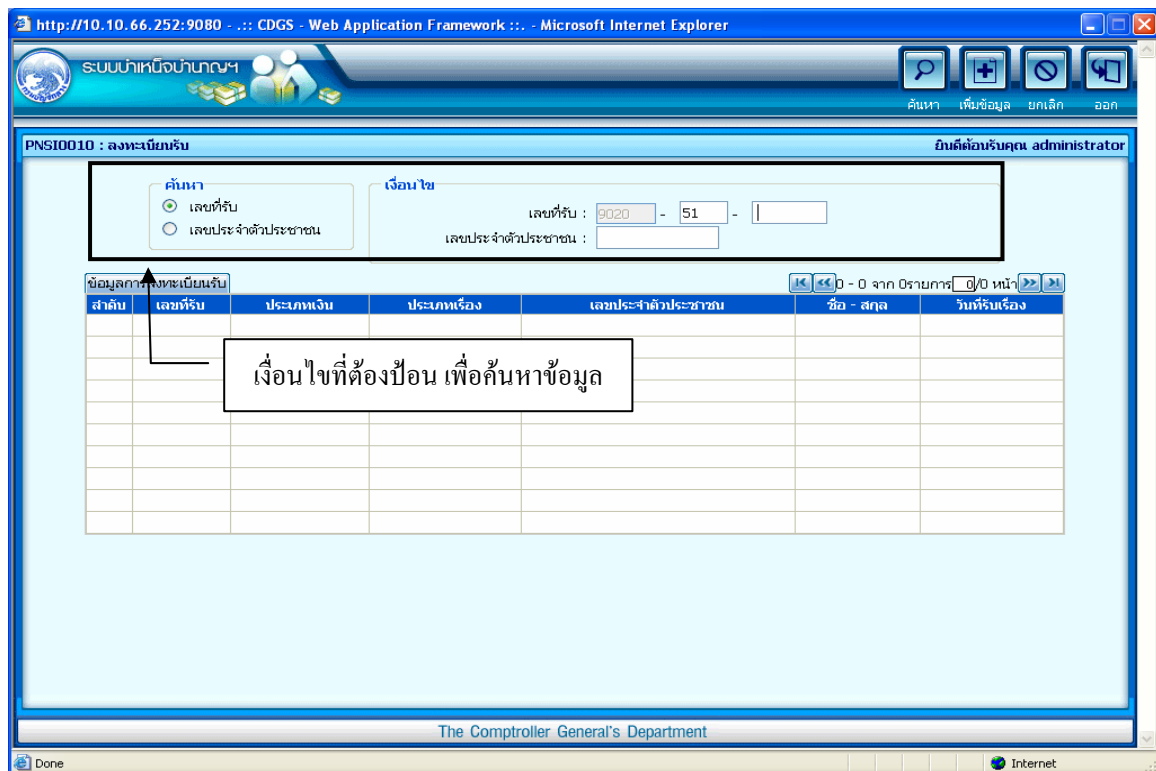 http://10.10.66.252:9080 - .:: CDGS - Web Application Framework ::. - Microsoft Internet Explorer
ระบบบำเหน็จบำนาญฯ
กรมบัญชีกลาง
ค้นหา เพิ่มข้อมูล ยกเลิก ออก
PNSI0010 : ลงทะเบียนรับ ยินดีต้อนรับคุณ administrator
ค้นหา เงื่อนไข
เลขที่รับ เลขที่รับ : 9020 - 51 -
เลขประจำตัวประชาชน เลขประจำตัวประชาชน :
ข้อมูลการลงทะเบียนรับ 0 - 0 จาก 0รายการ 0/0 หน้า
ลำดับ เลขที่รับ ประเภทเงิน ประเภทเรื่อง เลขประจำตัวประชาชน ชื่อ - สกุล วันที่รับเรื่อง
เงื่อนไขที่ต้องป้อน เพื่อค้นหาข้อมูล
The Comptroller General's Department
Done Internet